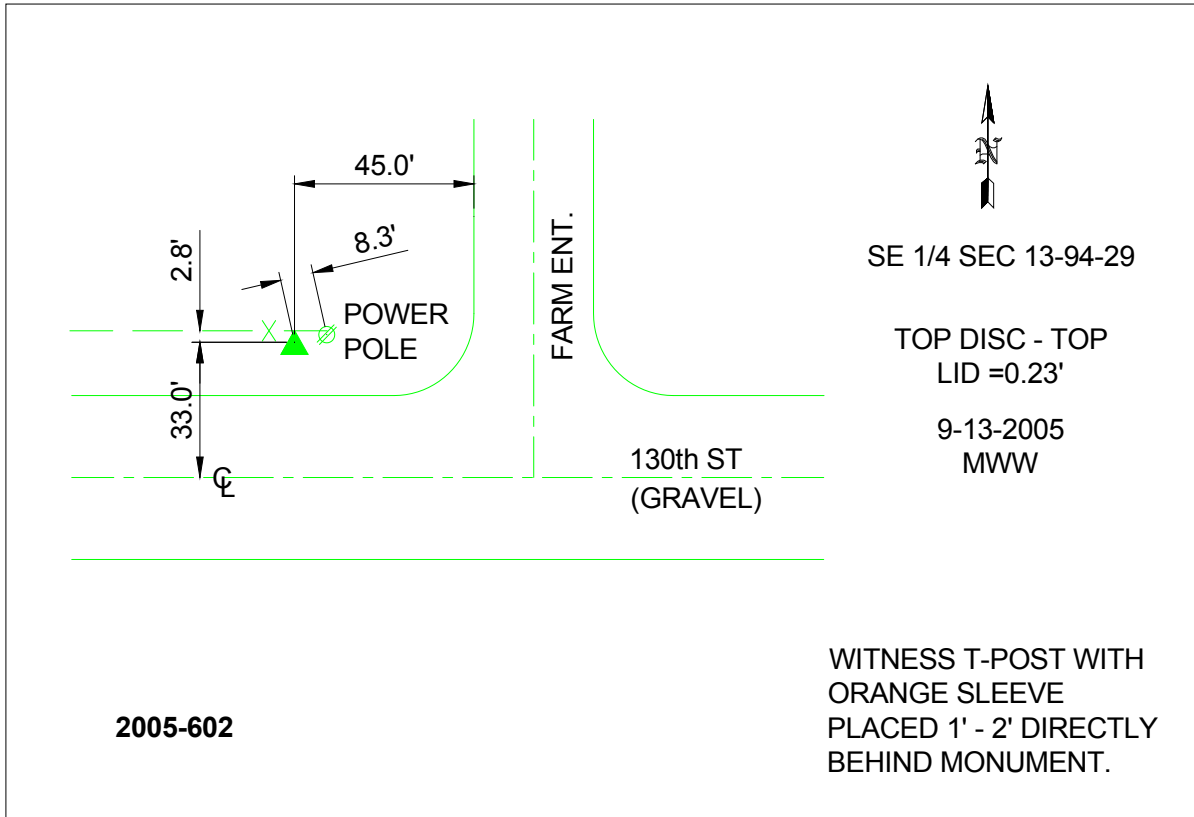 45.0'
8.3'
2.8'
POWER
POLE
33.0'
FARM ENT.
℄
130th ST
(GRAVEL)
2005-602
N
SE 1/4 SEC 13-94-29
TOP DISC - TOP
LID =0.23'
9-13-2005
MWW
WITNESS T-POST WITH
ORANGE SLEEVE
PLACED 1' - 2' DIRECTLY
BEHIND MONUMENT.
X